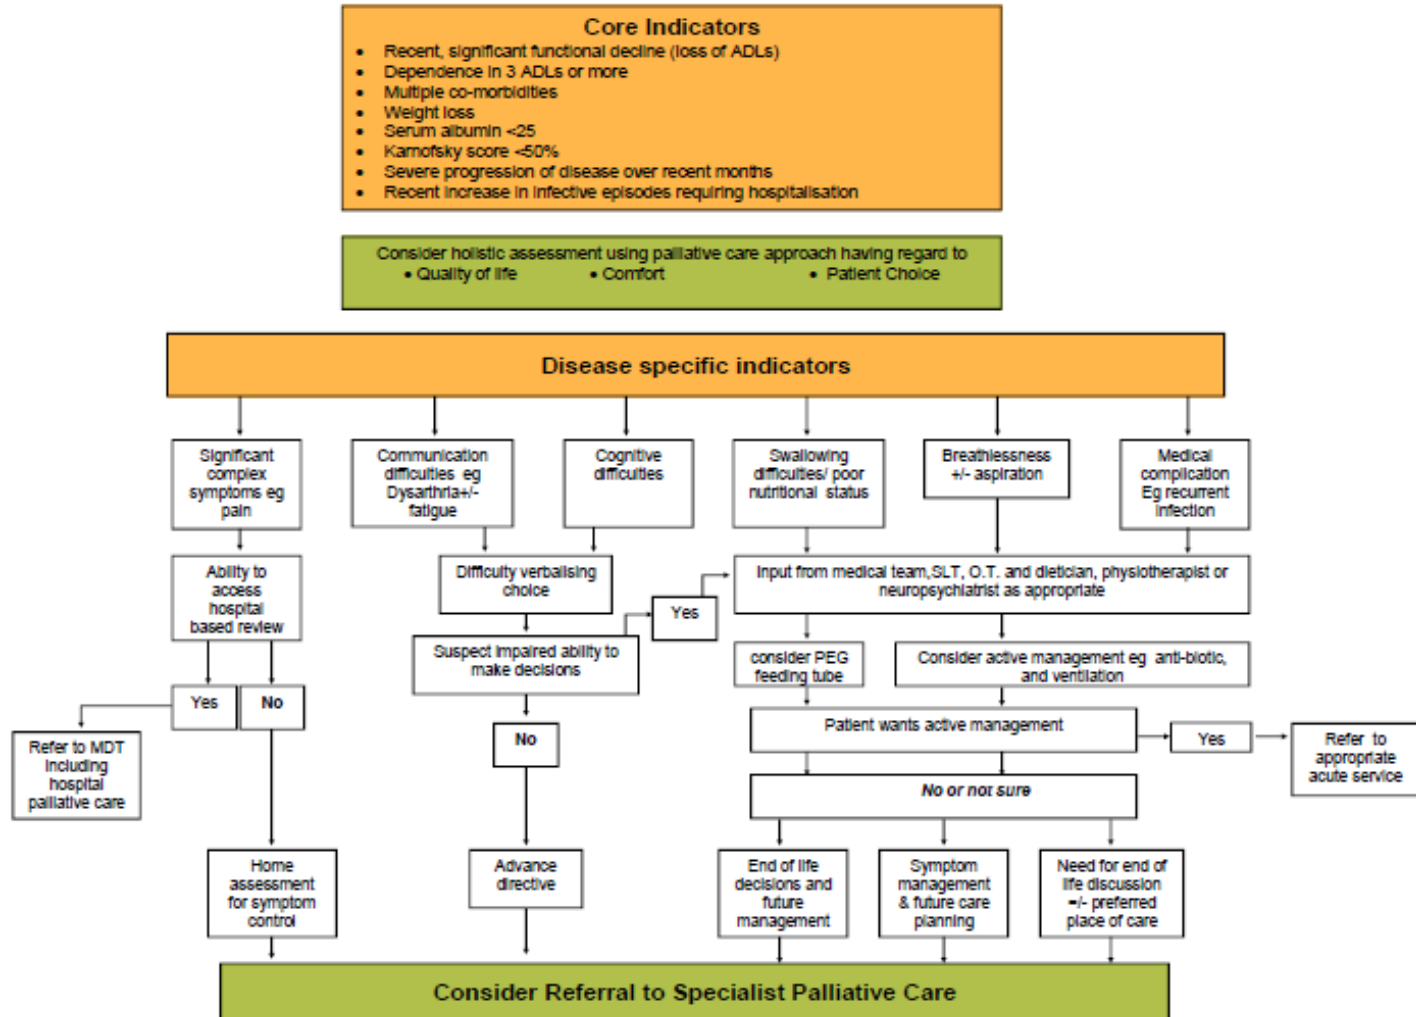 Core Indicators
• Recent, significant functional decline (loss of ADLs)
• Dependence in 3 ADLs or more
• Multiple co-morbidities
• Weight loss
• Serum albumin <25
• Karnofsky score <50%
• Severe progression of disease over recent months
• Recent increase in infective episodes requiring hospitalisation
Consider holistic assessment using palliative care approach having regard to
• Quality of life • Comfort • Patient Choice
Disease specific indicators
Significant
complex
symptoms eg
pain
Communication
difficulties eg
Dysarthria+/-
fatigue
Cognitive
difficulties
Swallowing
difficulties/ poor
nutritional status
Breathlessness
+/- aspiration
Medical
complication
Eg recurrent
infection
Ability to
access
hospital
based review
Difficulty verbalising
choice
Yes
Input from medical team,SLT, O.T. and dietician, physiotherapist or
neuropsychiatrist as appropriate
Suspect impaired ability to
make decisions
consider PEG
feeding tube
Consider active management eg anti-biotic,
and ventilation
Yes
No
No
Patient wants active management
Yes
Refer to
appropriate
acute service
Refer to MDT
including
hospital
palliative care
No or not sure
Home
assessment
for symptom
control
Advance
directive
End of life
decisions and
future
management
Symptom
management
& future care
planning
Need for end of
life discussion
=/- preferred
place of care
Consider Referral to Specialist Palliative Care